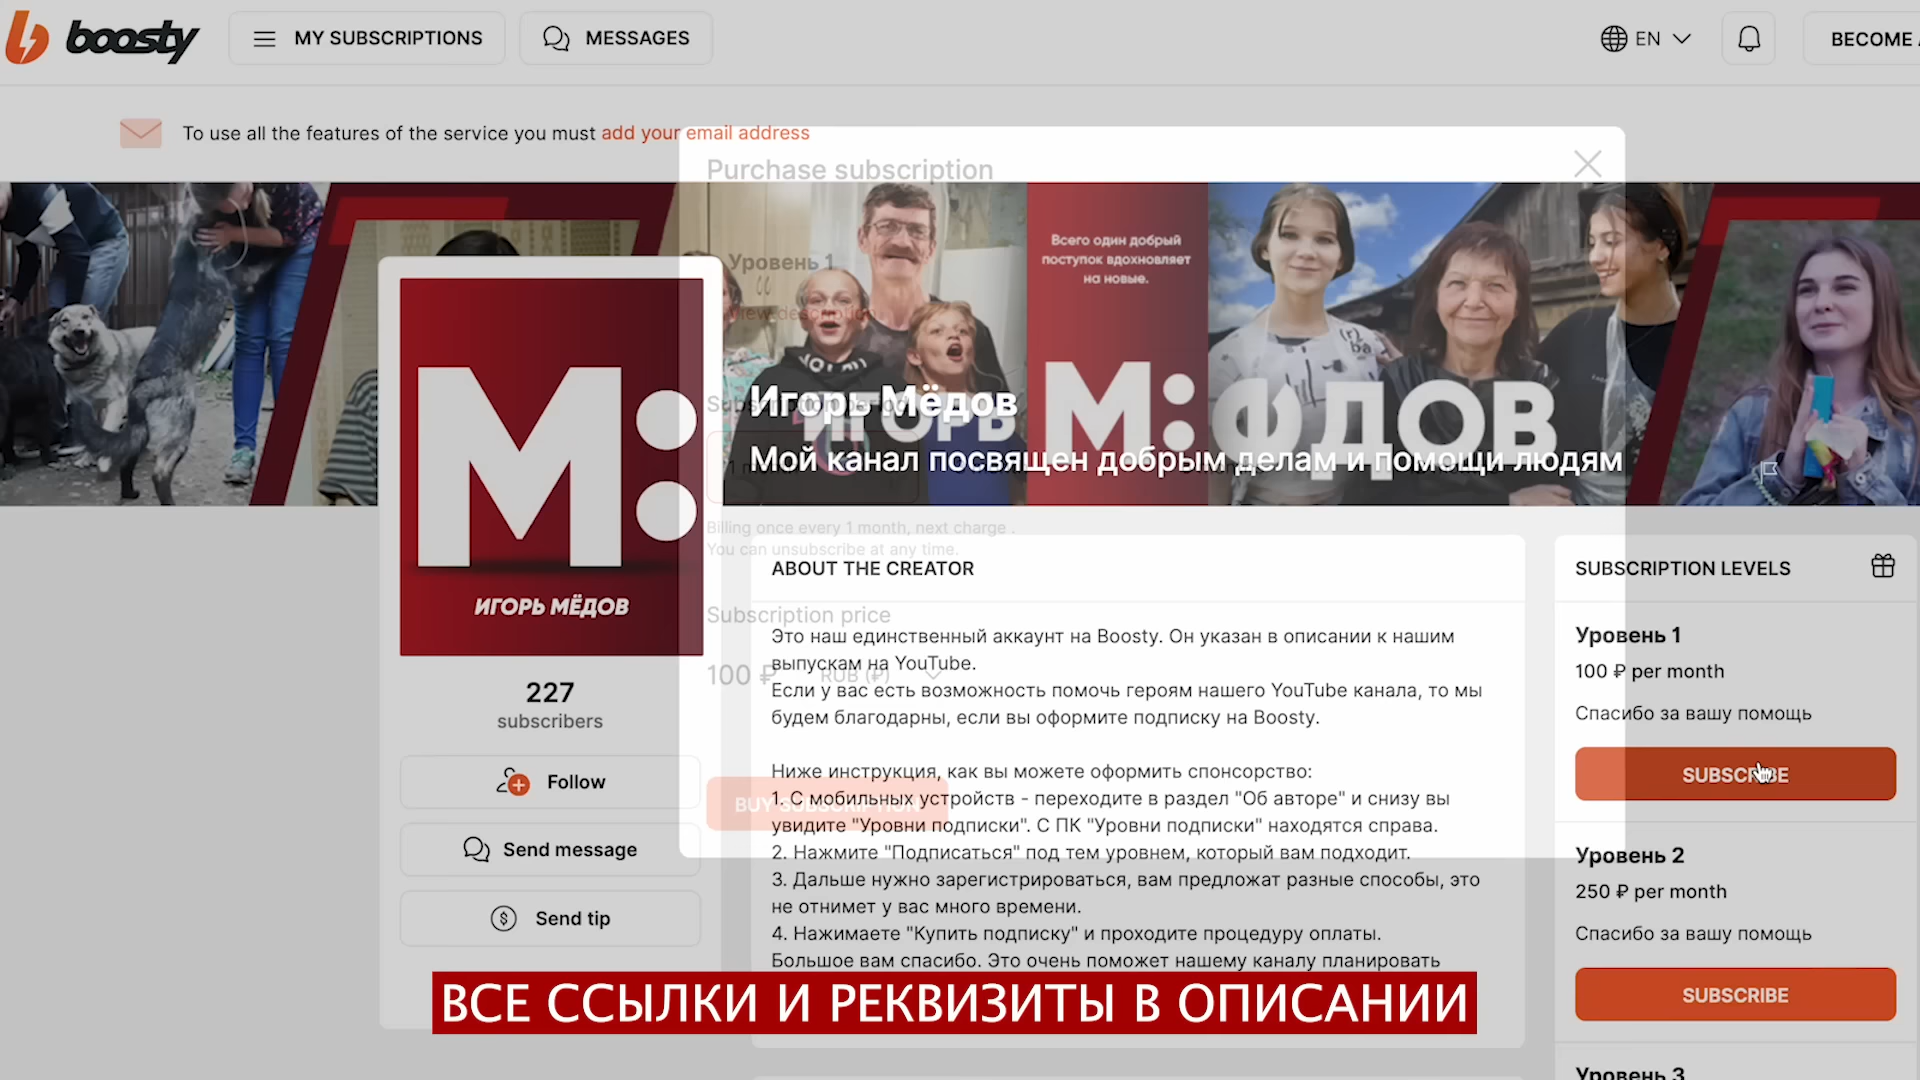 boosty
MY SUBSCRIPTIONS
MESSAGES
EN
BECOME
To use all the features of the service you must add your email address
Purchase subscription
Уровень 1
View description
Всего один добрый
поступок вдохновляет
на новые.
Subscription period
Игорь Мёдов
ИГОРЬ М:ДОВ
Мой канал посвящен добрым делам и помощи людям
М:
ИГОРЬ МЁДОВ
227
subscribers
Follow
Send message
Send tip
Billing once every 1 month, next charge .
You can unsubscribe at any time.
Subscription price
100 ₽
RUB (₽)
BUY SUBSCRIPTION
ABOUT THE CREATOR
Это наш единственный аккаунт на Boosty. Он указан в описании к нашим
выпускам на YouTube.
Если у вас есть возможность помочь героям нашего YouTube канала, то мы
будем благодарны, если вы оформите подписку на Boosty.
Ниже инструкция, как вы можете оформить спонсорство:
1. С мобильных устройств - переходите в раздел "Об авторе" и снизу вы
увидите "Уровни подписки". С ПК "Уровни подписки" находятся справа.
2. Нажмите "Подписаться" под тем уровнем, который вам подходит.
3. Дальше нужно зарегистрироваться, вам предложат разные способы, это
не отнимет у вас много времени.
4. Нажимаете "Купить подписку" и проходите процедуру оплаты.
Большое вам спасибо. Это очень поможет нашему каналу планировать
SUBSCRIPTION LEVELS
Уровень 1
100 ₽ per month
Спасибо за вашу помощь
SUBSCRIBE
Уровень 2
250 ₽ per month
Спасибо за вашу помощь
SUBSCRIBE
Уровень 3
ВСЕ ССЫЛКИ И РЕКВИЗИТЫ В ОПИСАНИИ